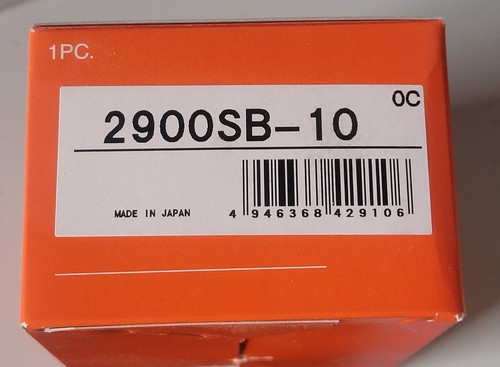 1PC.
0C
2900SB-10
MADE IN JAPAN
4 946368 429106